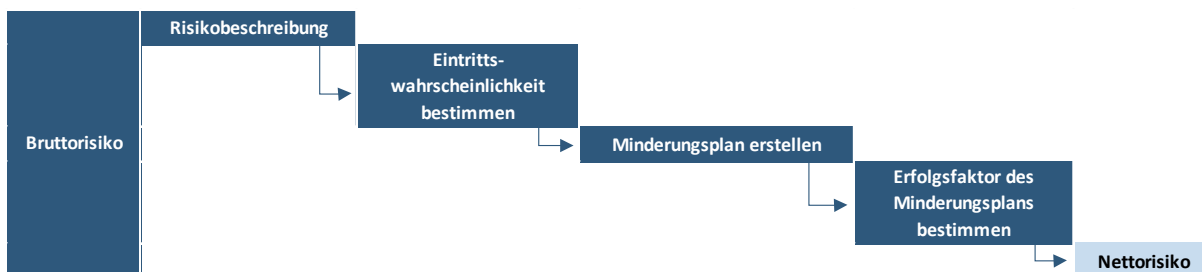 Risikobeschreibung
Eintritts-
wahrscheinlichkeit
bestimmen
Bruttorisiko
Minderungsplan erstellen
Erfolgsfaktor des
Minderungsplans
bestimmen
Nettorisiko